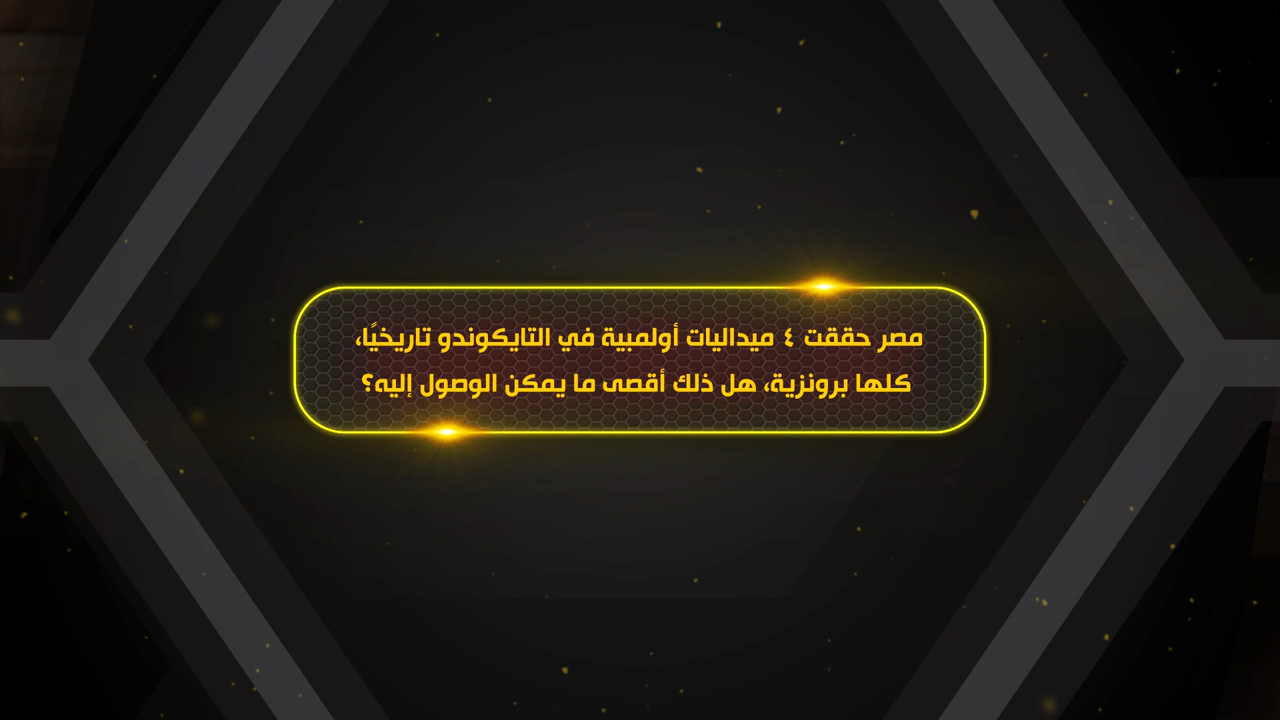 مصر حققت ٤ ميداليات أولمبية في التايكوندو تاريخيًا،
كلها برونزية، هل ذلك أقصى ما يمكن الوصول إليه؟